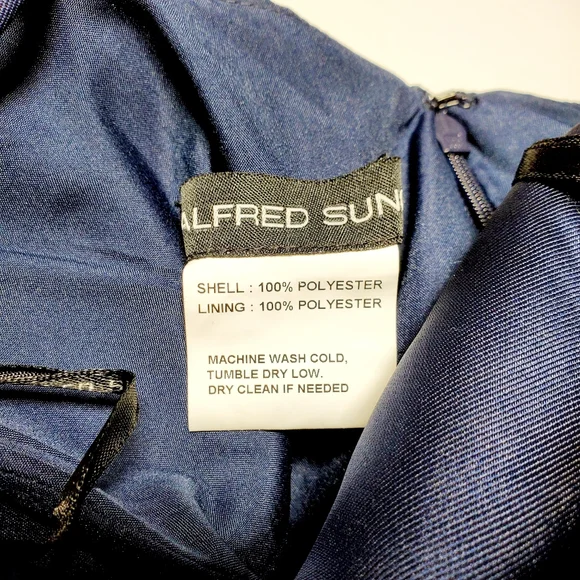 ALFRED SUN
SHELL : 100% POLYESTER
LINING : 100% POLYESTER
MACHINE WASH COLD,
TUMBLE DRY LOW.
DRY CLEAN IF NEEDED